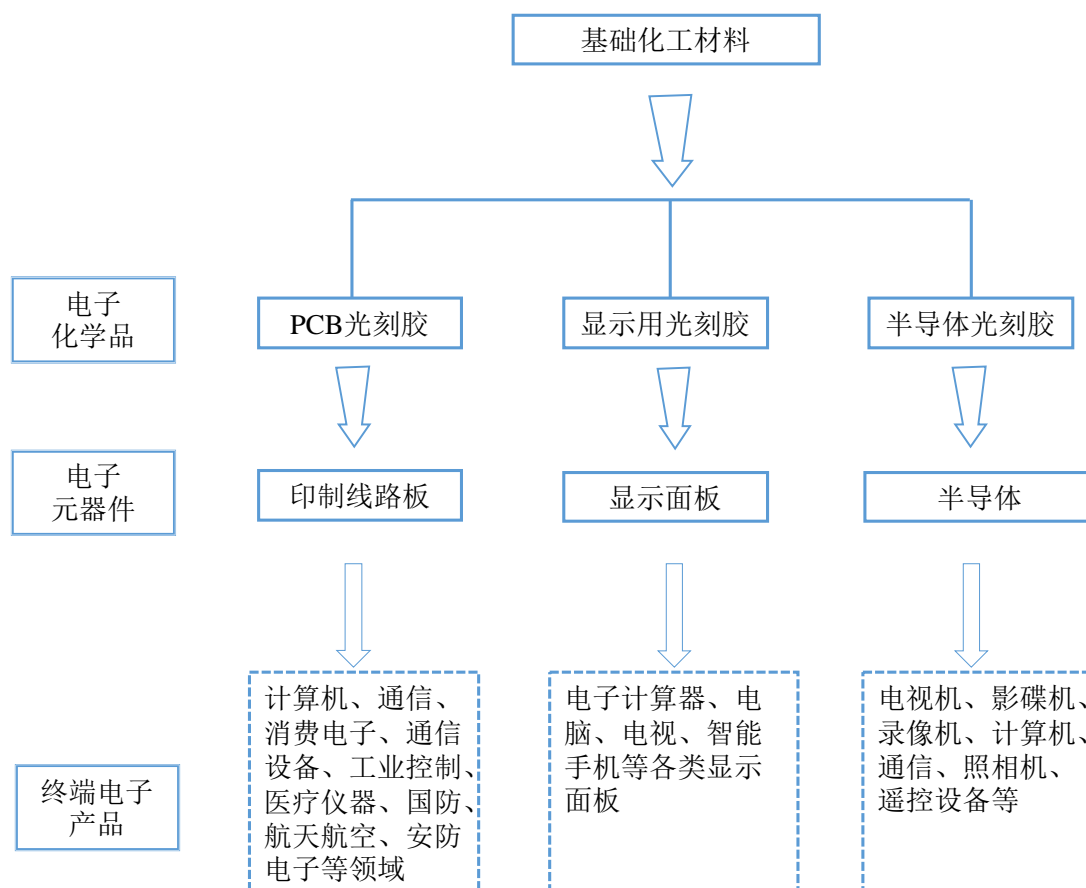 基础化工材料
电子
化学品
PCB光刻胶
显示用光刻胶
半导体光刻胶
电子
元器件
印制线路板
显示面板
半导体
终端电子
产品
计算机、通信、
消费电子、通信
设备、工业控制、
医疗仪器、国防、
航天航空、安防
电子等领域
电子计算器、电
脑、电视、智能
手机等各类显示
面板
电视机、影碟机、
录像机、计算机、
通信、照相机、
遥控设备等